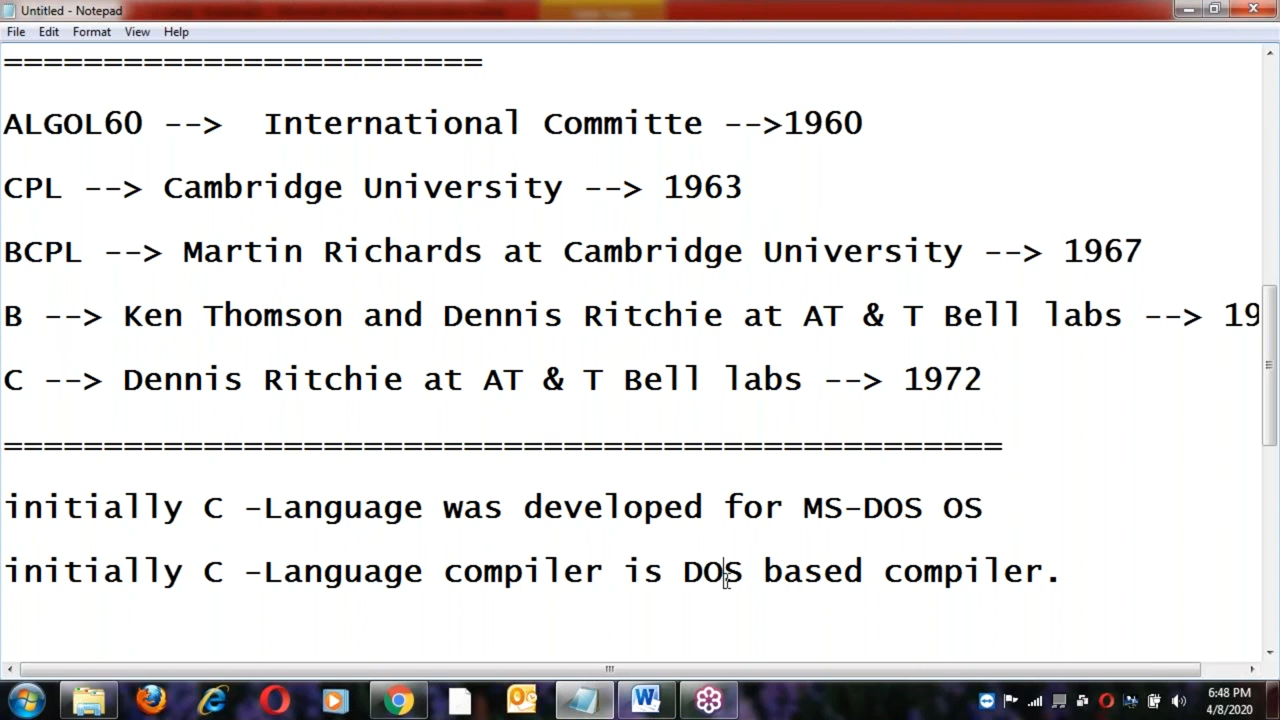 Untitled - Notepad
File Edit Format View Help
========================
ALGOL60 --> International Committe -->1960
CPL --> Cambridge University --> 1963
BCPL --> Martin Richards at Cambridge University --> 1967
B --> Ken Thomson and Dennis Ritchie at AT & T Bell labs --> 19
C --> Dennis Ritchie at AT & T Bell labs --> 1972
==================================================
initially C -Language was developed for MS-DOS OS
initially C -Language compiler is DOS based compiler.
6:48 PM
4/8/2020